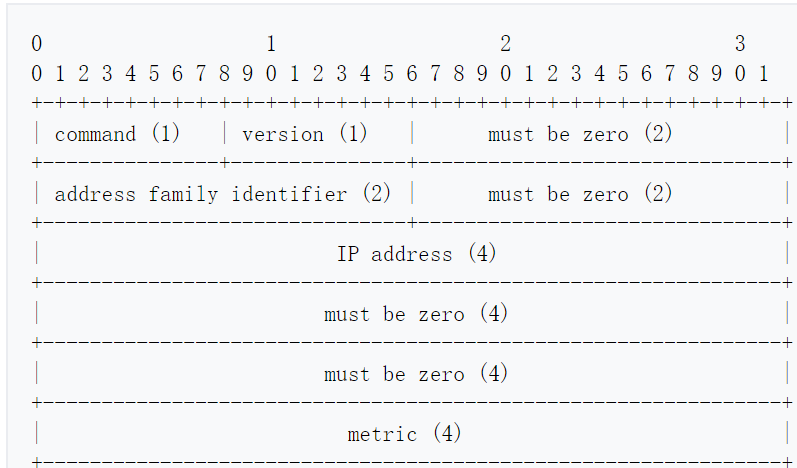 0                   1                   2                   3
0 1 2 3 4 5 6 7 8 9 0 1 2 3 4 5 6 7 8 9 0 1 2 3 4 5 6 7 8 9 0 1
+-+-+-+-+-+-+-+-+-+-+-+-+-+-+-+-+-+-+-+-+-+-+-+-+-+-+-+-+-+-+-+-+
| command (1)   | version (1)   |      must be zero (2)         |
+---------------+---------------+-------------------------------+
| address family identifier (2) |      must be zero (2)         |
+-------------------------------+-------------------------------+
|                         IP address (4)                        |
+---------------------------------------------------------------+
|                        must be zero (4)                       |
+---------------------------------------------------------------+
|                        must be zero (4)                       |
+---------------------------------------------------------------+
|                          metric (4)                           |
+---------------------------------------------------------------+